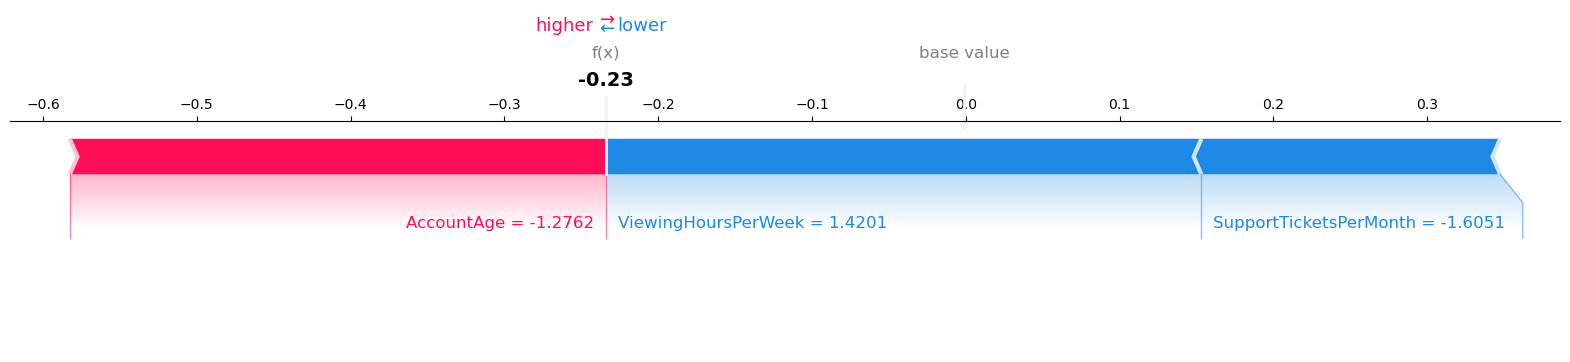 higher ⇄ lower
f(x) base value
-0.23
−0.6 −0.5 −0.4 −0.3 −0.2 −0.1 0.0 0.1 0.2 0.3
AccountAge = -1.2762 ViewingHoursPerWeek = 1.4201 SupportTicketsPerMonth = -1.6051